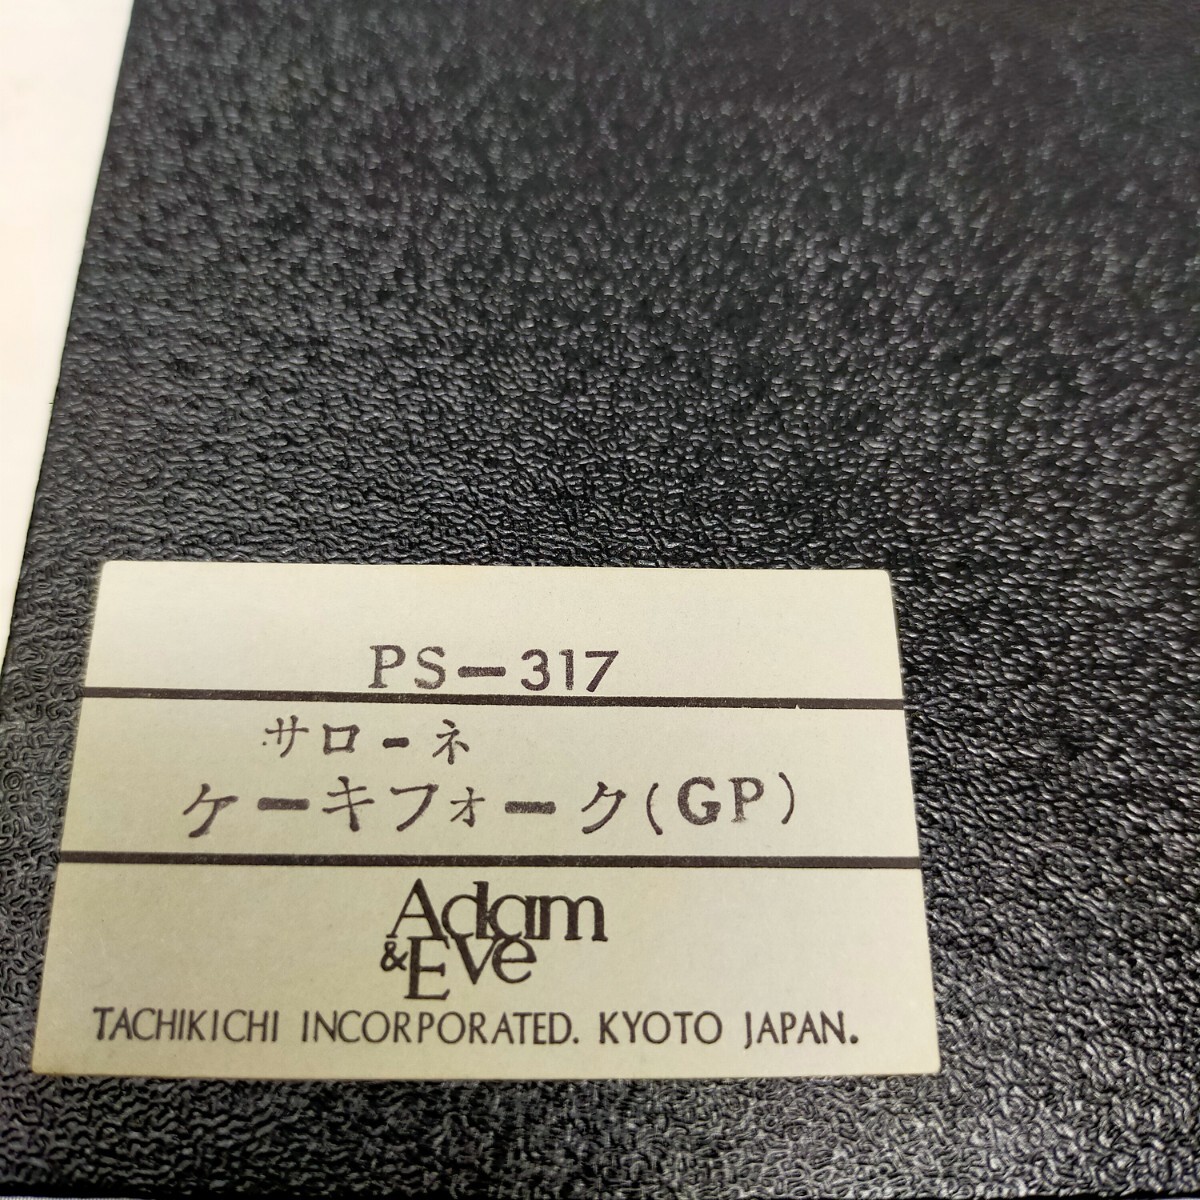 PS-317
サローネ
ケーキフォーク(GP)
Adam
&Eve
TACHIKICHI INCORPORATED. KYOTO JAPAN.